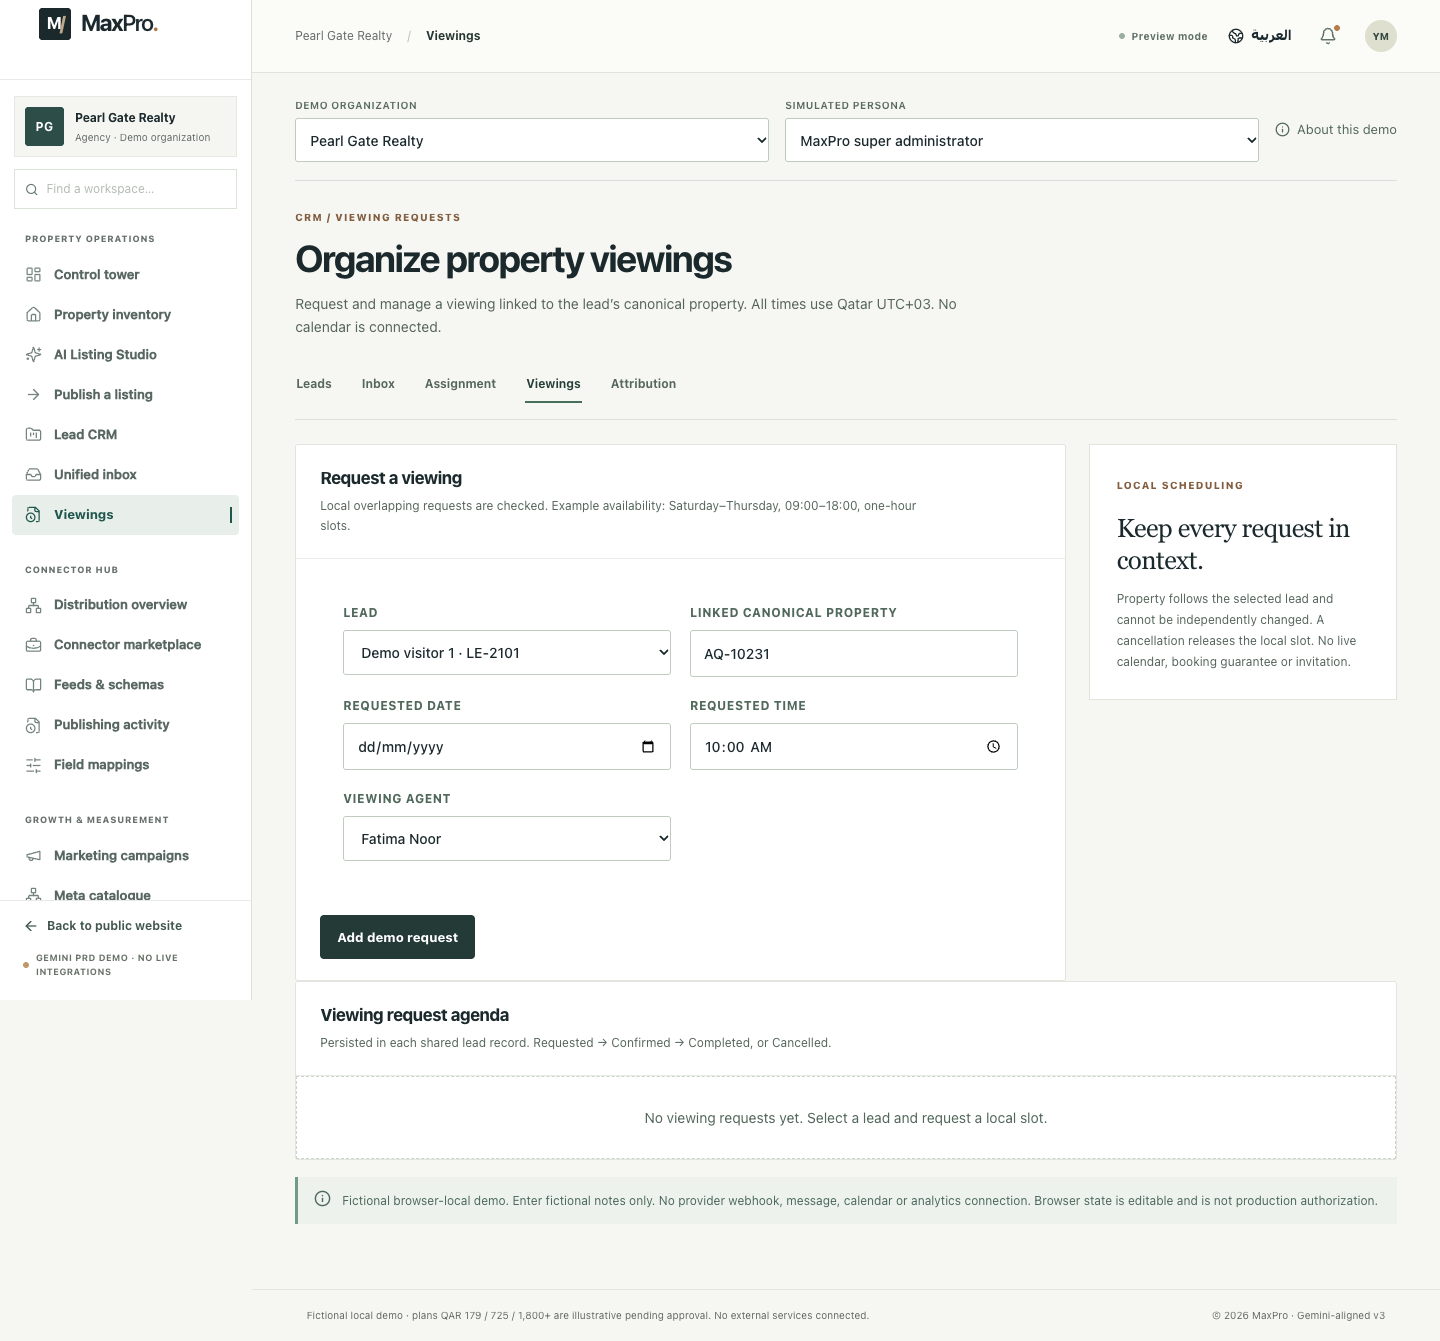 M/ MaxPro.
Pearl Gate Realty / Viewings
Preview mode
العربية
YM
PG
Pearl Gate Realty
Agency · Demo organization
Find a workspace...
PROPERTY OPERATIONS
Control tower
Property inventory
AI Listing Studio
Publish a listing
Lead CRM
Unified inbox
Viewings
CONNECTOR HUB
Distribution overview
Connector marketplace
Feeds & schemas
Publishing activity
Field mappings
GROWTH & MEASUREMENT
Marketing campaigns
Meta catalogue
Back to public website
GEMINI PRD DEMO · NO LIVE
INTEGRATIONS
DEMO ORGANIZATION
Pearl Gate Realty
SIMULATED PERSONA
MaxPro super administrator
About this demo
CRM / VIEWING REQUESTS
Organize property viewings
Request and manage a viewing linked to the lead’s canonical property. All times use Qatar UTC+03. No
calendar is connected.
Leads
Inbox
Assignment
Viewings
Attribution
Request a viewing
Local overlapping requests are checked. Example availability: Saturday–Thursday, 09:00–18:00, one-hour
slots.
LEAD
Demo visitor 1 · LE-2101
LINKED CANONICAL PROPERTY
AQ-10231
REQUESTED DATE
dd/mm/yyyy
REQUESTED TIME
10:00 AM
VIEWING AGENT
Fatima Noor
Add demo request
LOCAL SCHEDULING
Keep every request in
context.
Property follows the selected lead and
cannot be independently changed. A
cancellation releases the local slot. No live
calendar, booking guarantee or invitation.
Viewing request agenda
Persisted in each shared lead record. Requested → Confirmed → Completed, or Cancelled.
No viewing requests yet. Select a lead and request a local slot.
Fictional browser-local demo. Enter fictional notes only. No provider webhook, message, calendar or analytics connection. Browser state is editable and is not production authorization.
Fictional local demo · plans QAR 179 / 725 / 1,800+ are illustrative pending approval. No external services connected.
© 2026 MaxPro · Gemini-aligned v3